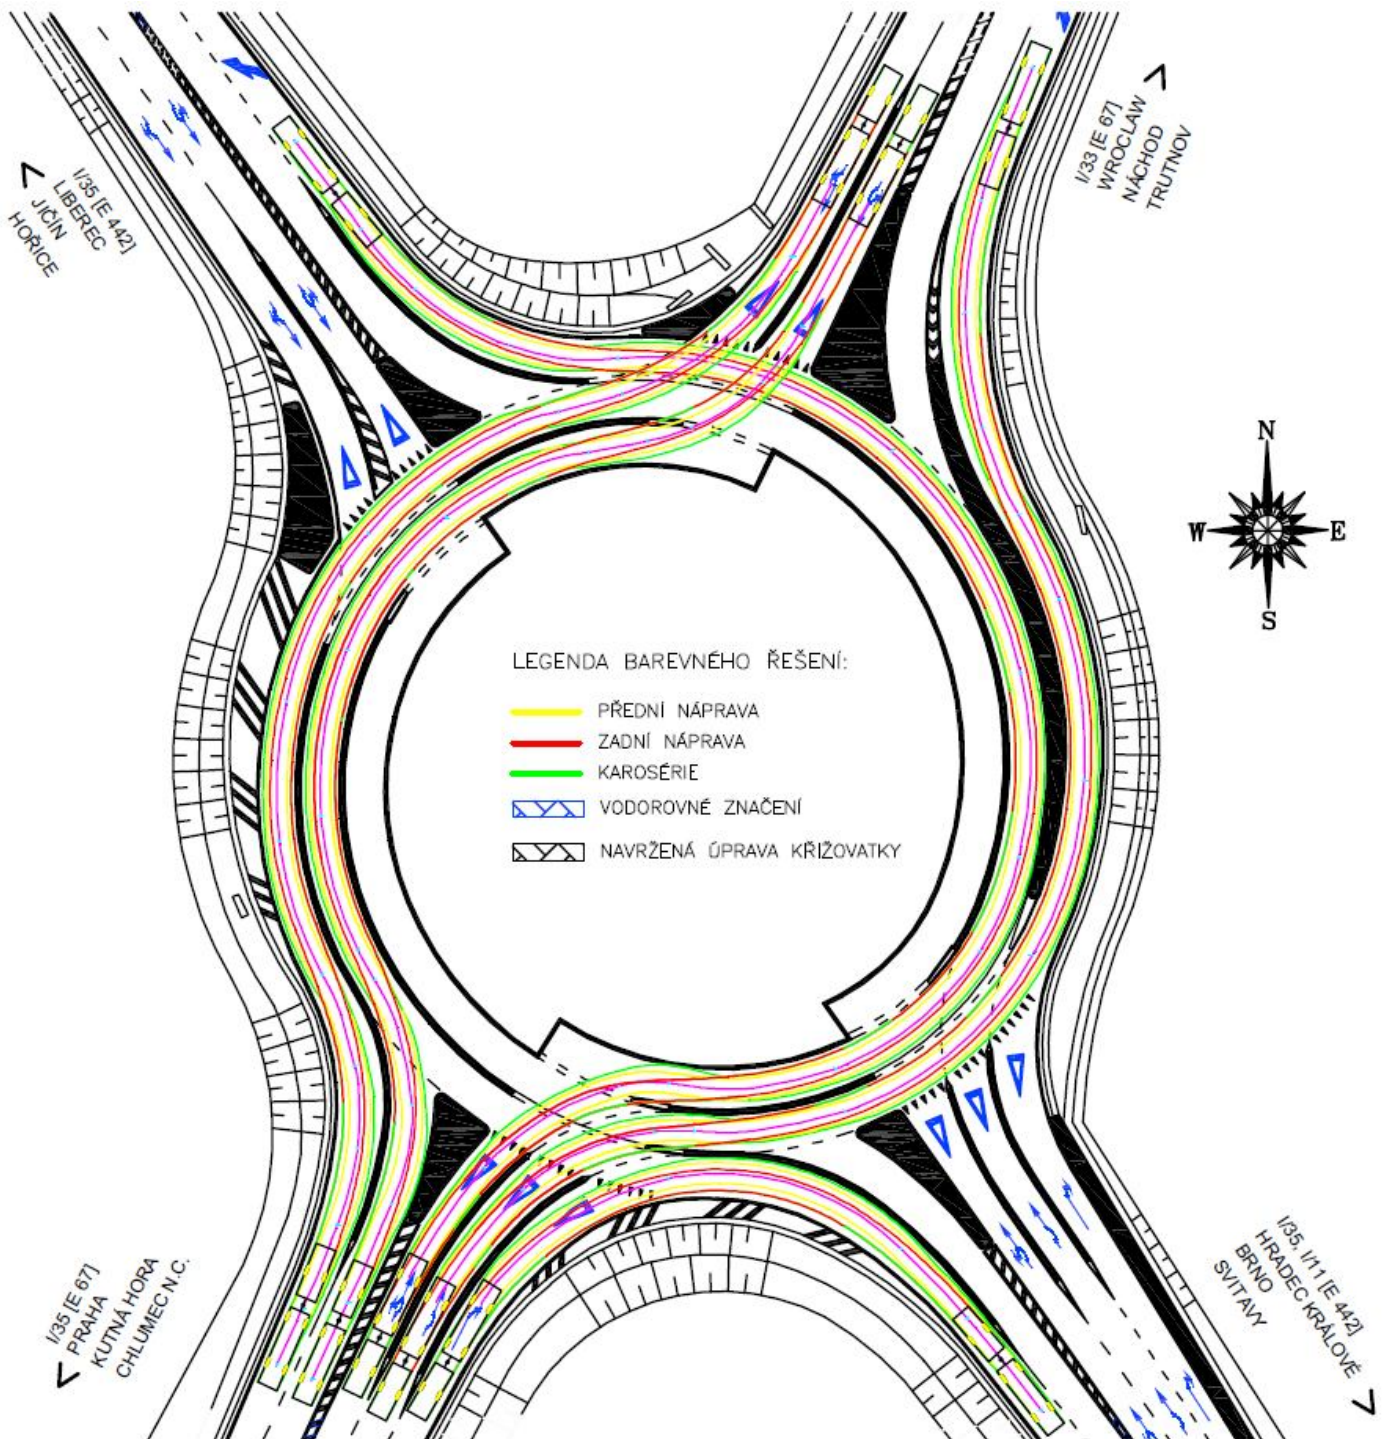 I/35 [E 442]
LIBEREC
JIČÍN
HOŘICE
I/33 [E 67]
WROCLAW
NÁCHOD
TRUTNOV
N
W E
S
LEGENDA BAREVNÉHO ŘEŠENÍ:
PŘEDNÍ NÁPRAVA
ZADNÍ NÁPRAVA
KAROSÉRIE
VODOROVNÉ ZNAČENÍ
NAVRŽENÁ ÚPRAVA KŘIŽOVATKY
I/35 [E 67]
PRAHA
KUTNÁ HORA
CHLUMEC N.C.
I/35, I/11 [E 442]
HRADEC KRÁLOVÉ
BRNO
SVITAVY